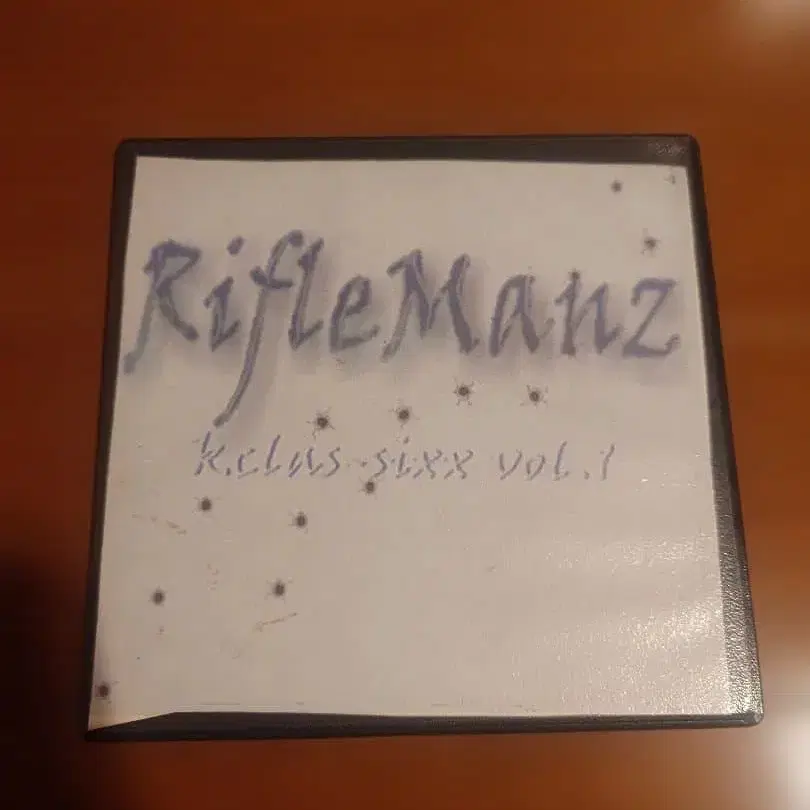 RifleManz
k.clas sixx vol.1